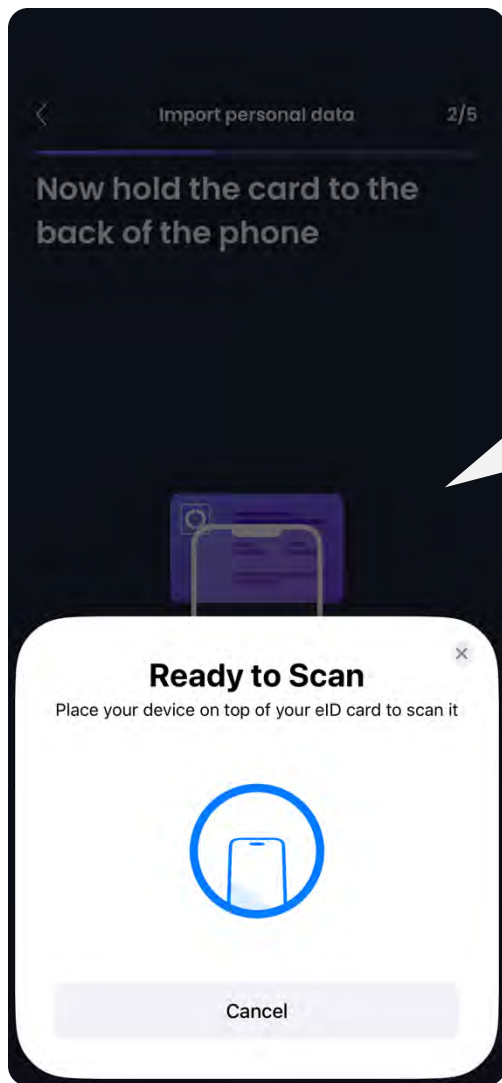 Import personal data 2/5
Now hold the card to the
back of the phone
Ready to Scan
Place your device on top of your eID card to scan it
Cancel